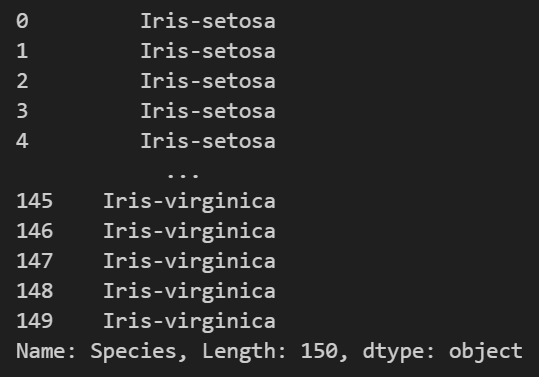 0         Iris-setosa
1         Iris-setosa
2         Iris-setosa
3         Iris-setosa
4         Iris-setosa
            ...
145    Iris-virginica
146    Iris-virginica
147    Iris-virginica
148    Iris-virginica
149    Iris-virginica
Name: Species, Length: 150, dtype: object